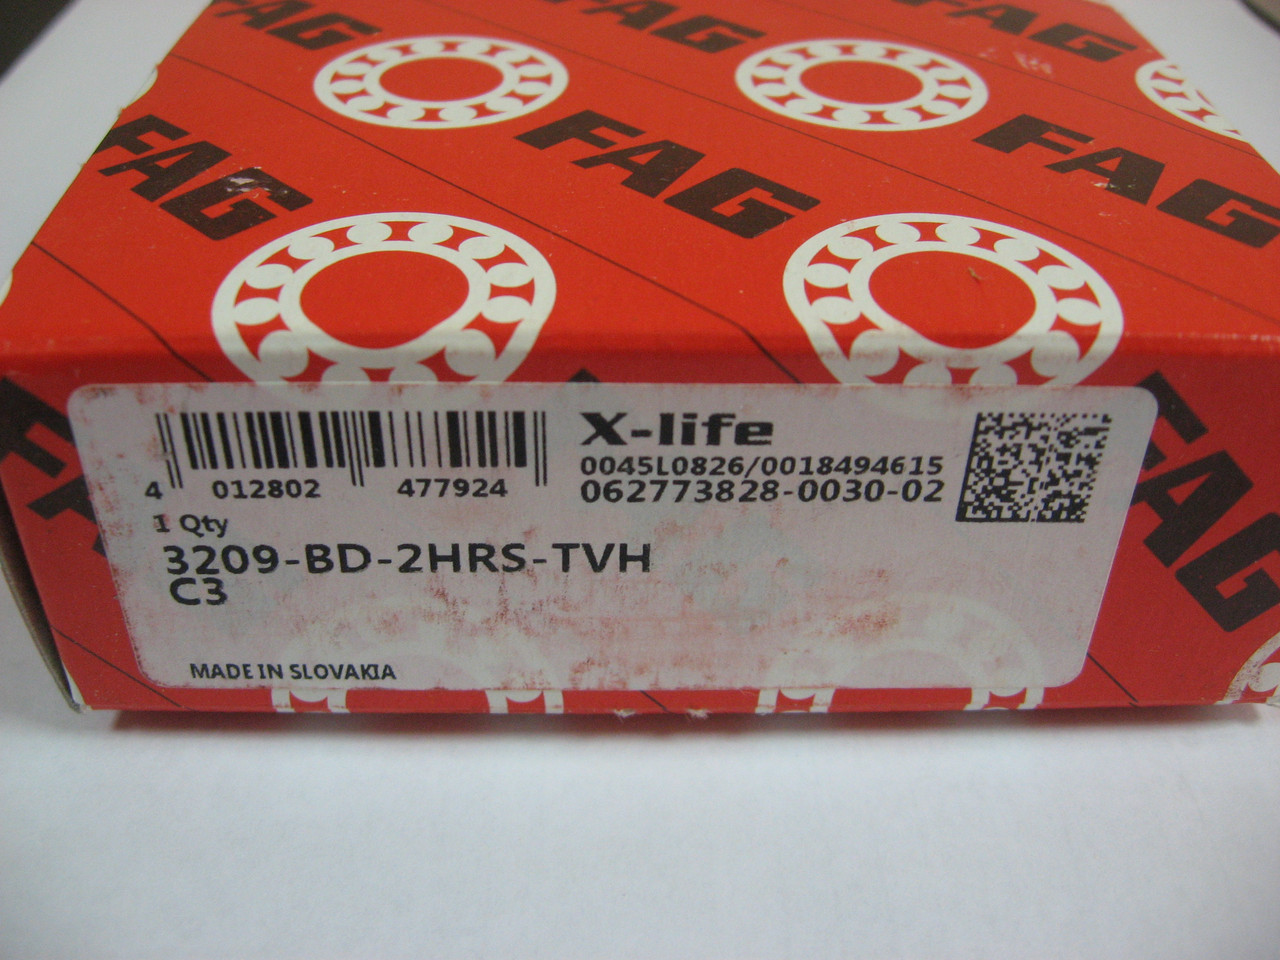 FAG
FAG
FAG
FAG
FAG
FAG
X-life
0045L0826/0018494615
062773828-0030-02
4 012802 477924
1 Qty
3209-BD-2HRS-TVH
C3
MADE IN SLOVAKIA
FAG